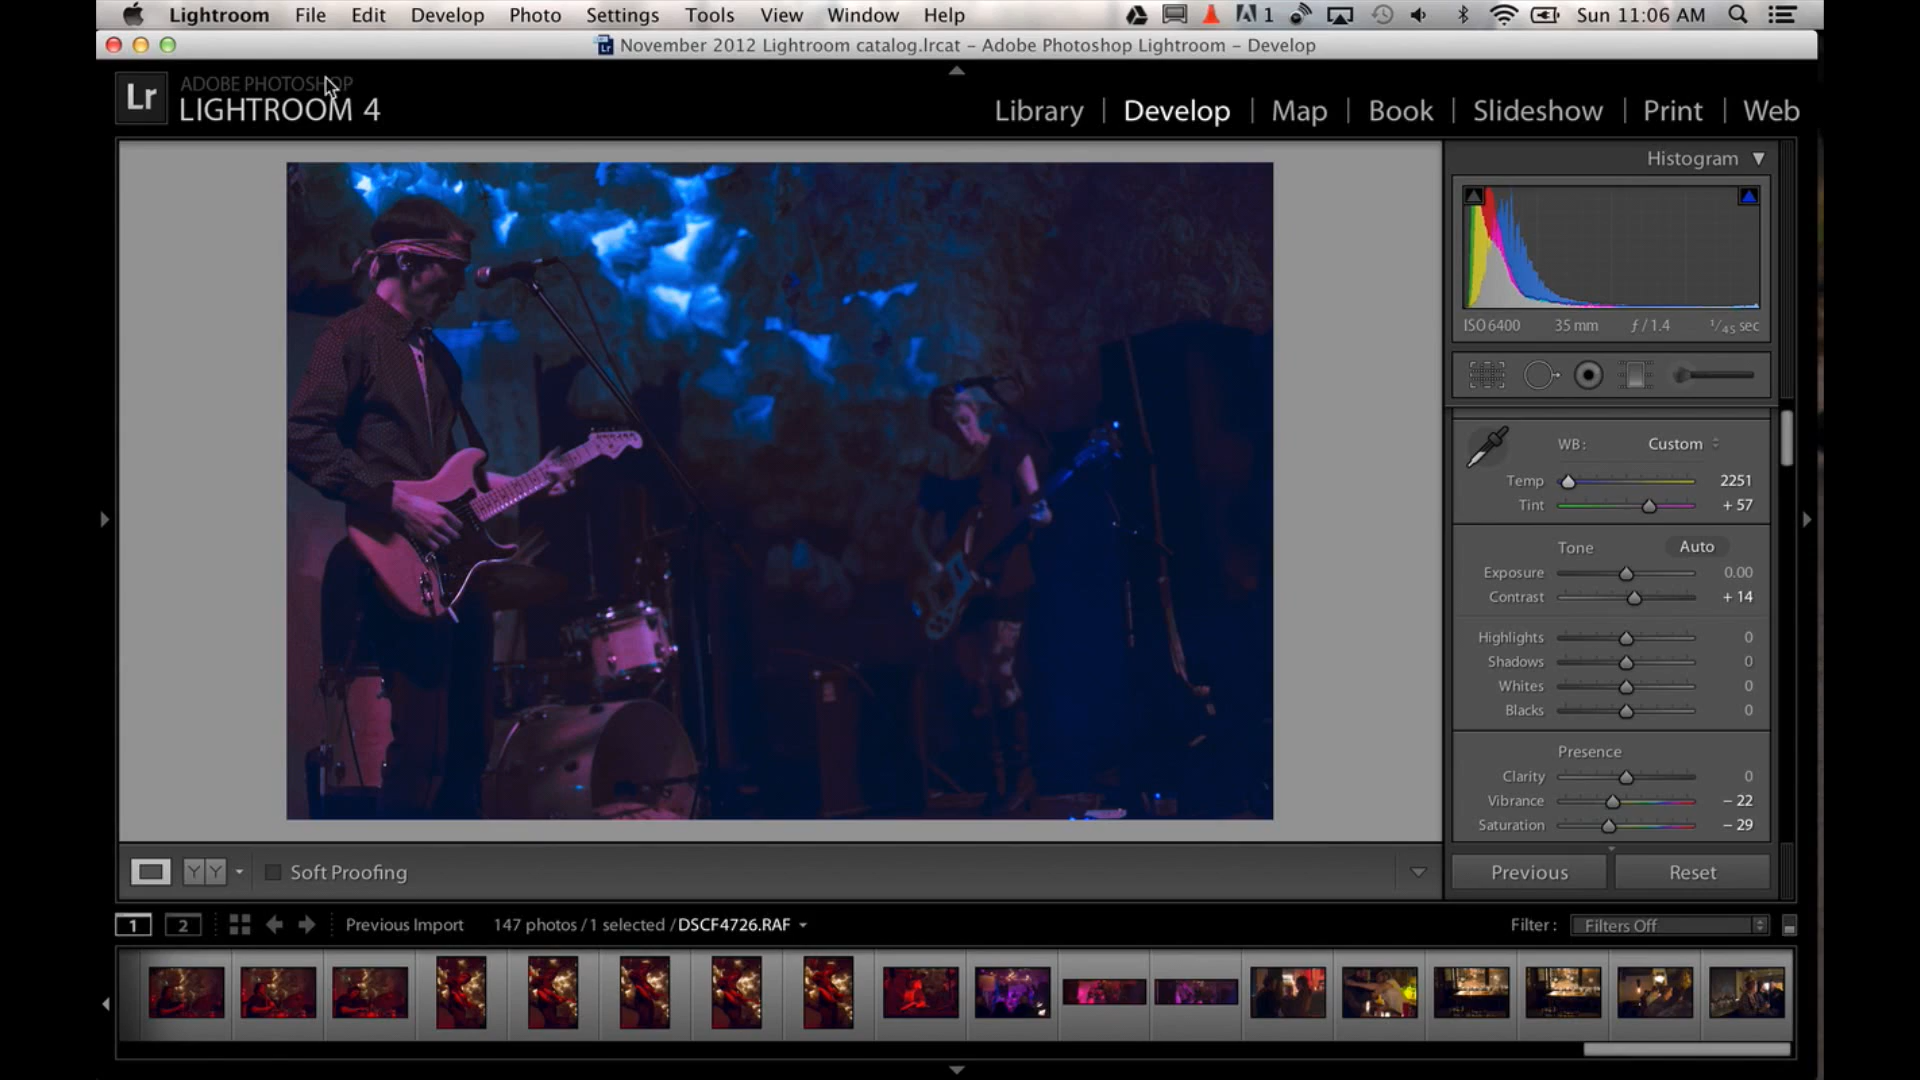 Lightroom File Edit Develop Photo Settings Tools View Window Help 1 Sun 11:06 AM
November 2012 Lightroom catalog.lrcat – Adobe Photoshop Lightroom – Develop
Lr ADOBE PHOTOSHOP
LIGHTROOM 4
Library | Develop | Map | Book | Slideshow | Print | Web
Histogram
ISO 6400 35 mm f / 1.4 1/45 sec
WB: Custom
Temp 2251
Tint + 57
Tone Auto
Exposure 0.00
Contrast + 14
Highlights 0
Shadows 0
Whites 0
Blacks 0
Presence
Clarity 0
Vibrance – 22
Saturation – 29
YY Soft Proofing Previous Reset
1 2 Previous Import 147 photos / 1 selected / DSCF4726.RAF Filter : Filters Off